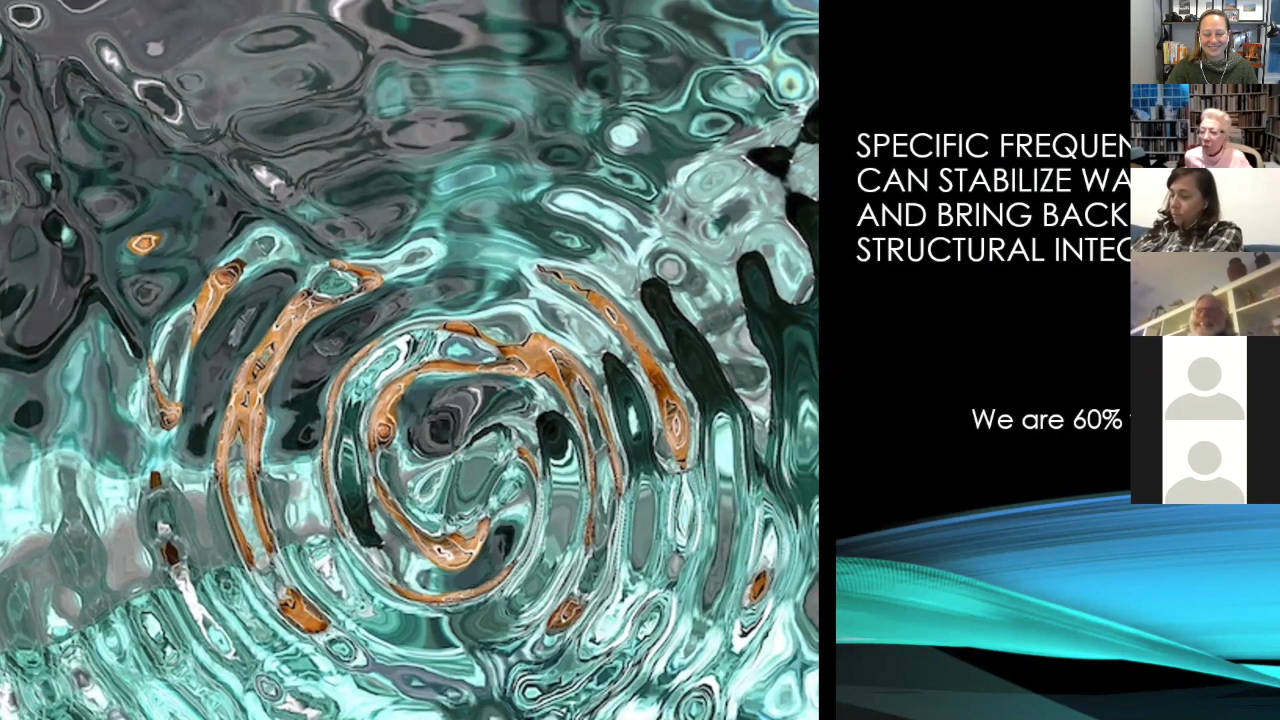 SPECIFIC FREQUEN
CAN STABILIZE WA
AND BRING BACK
STRUCTURAL INTEG
We are 60%